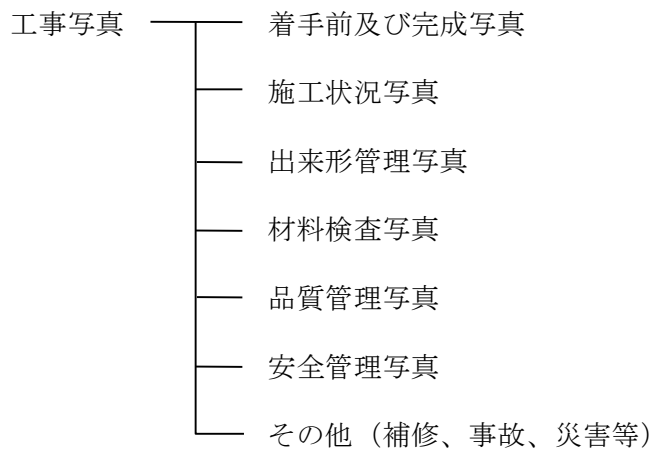 工事写真 着手前及び完成写真
施工状況写真
出来形管理写真
材料検査写真
品質管理写真
安全管理写真
その他（補修、事故、災害等）